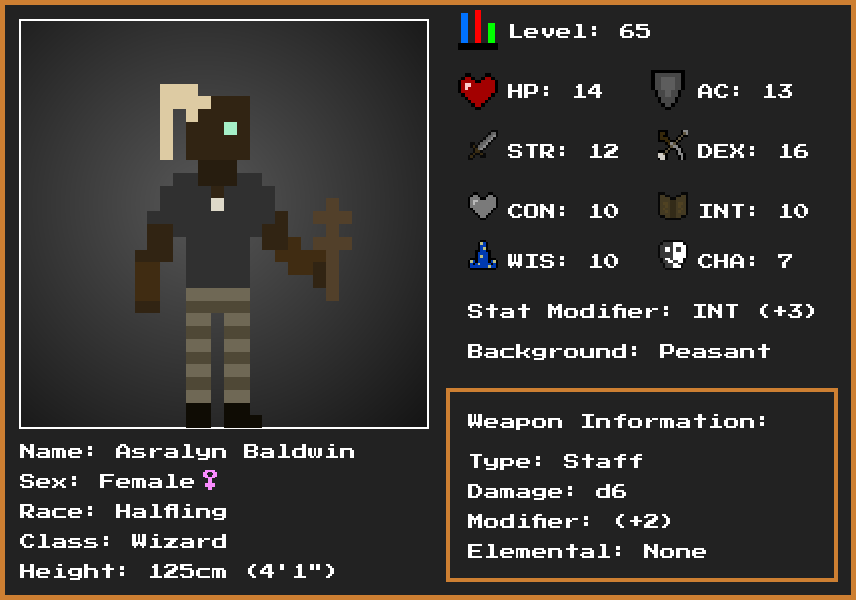 Level: 65
HP: 14
AC: 13
STR: 12
DEX: 16
CON: 10
INT: 10
WIS: 10
CHA: 7
Stat Modifier: INT (+3)
Background: Peasant
Weapon Information:
Type: Staff
Damage: d6
Modifier: (+2)
Elemental: None
Name: Asralyn Baldwin
Sex: Female♀
Race: Halfling
Class: Wizard
Height: 125cm (4'1")